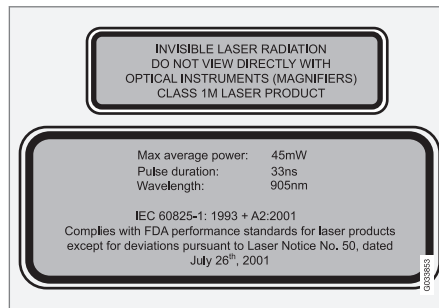 INVISIBLE LASER RADIATION
DO NOT VIEW DIRECTLY WITH
OPTICAL INSTRUMENTS (MAGNIFIERS)
CLASS 1M LASER PRODUCT
Max average power: 45mW
Pulse duration: 33ns
Wavelength: 905nm
IEC 60825-1: 1993 + A2:2001
Complies with FDA performance standards for laser products
except for deviations pursuant to Laser Notice No. 50, dated
July 26th, 2001
G033853